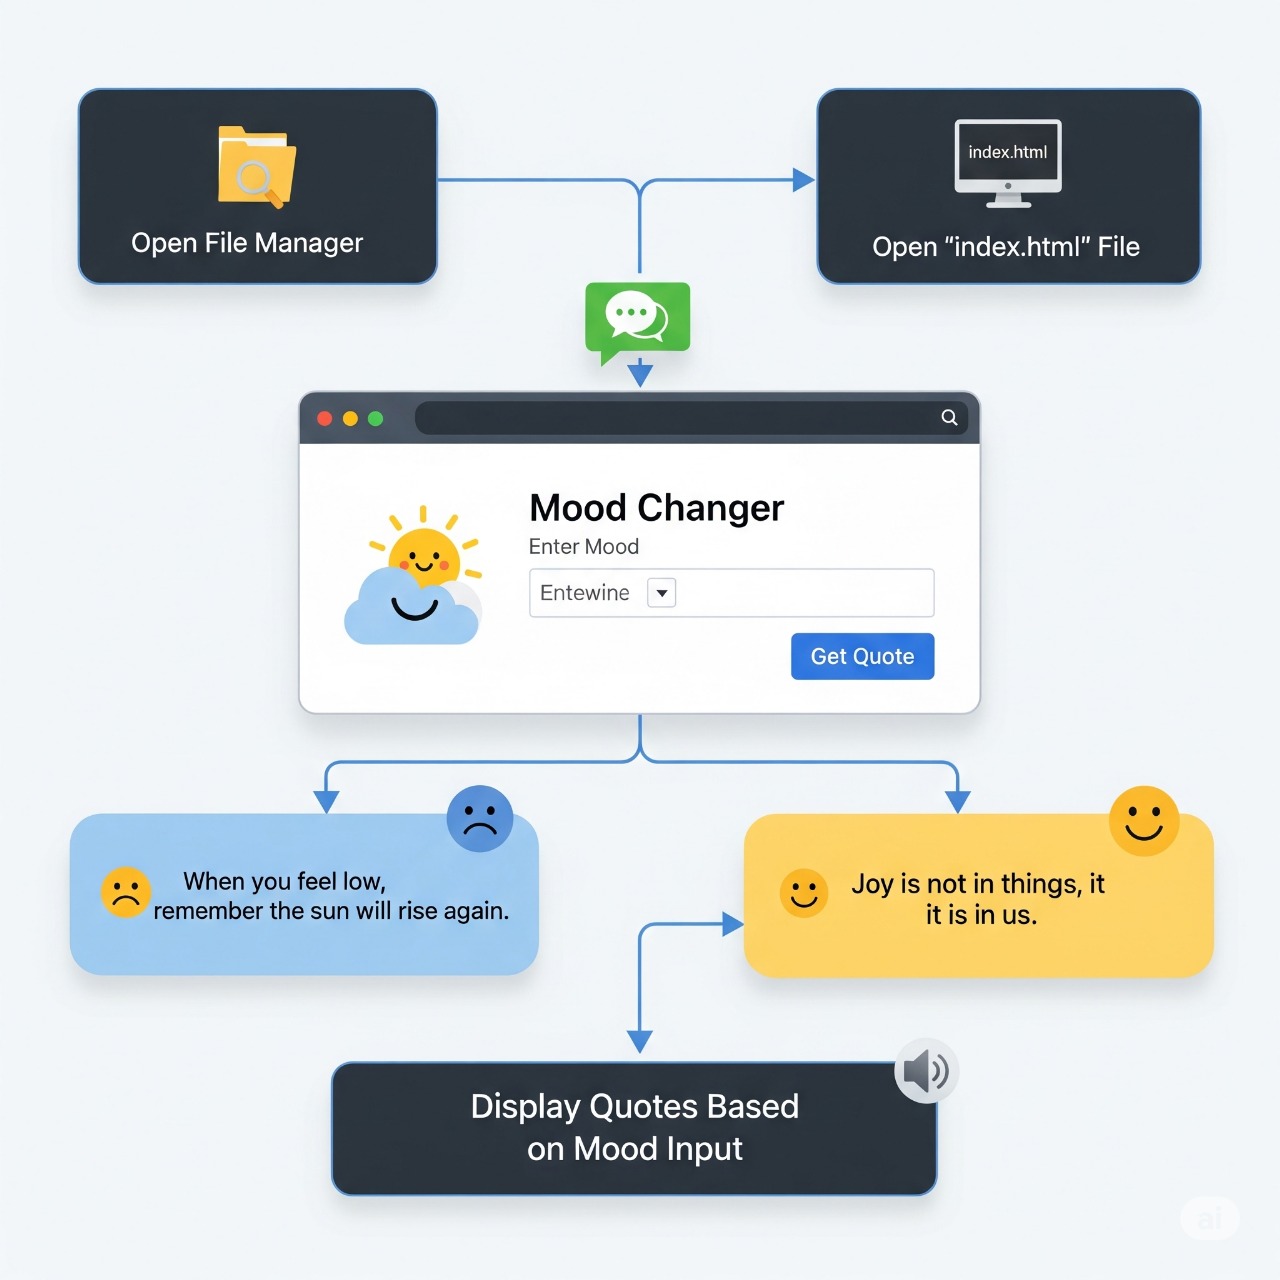 Open File Manager
index.html
Open “index.html” File
Mood Changer
Enter Mood
Entewine
Get Quote
When you feel low,
remember the sun will rise again.
Joy is not in things, it
it is in us.
Display Quotes Based
on Mood Input
ai